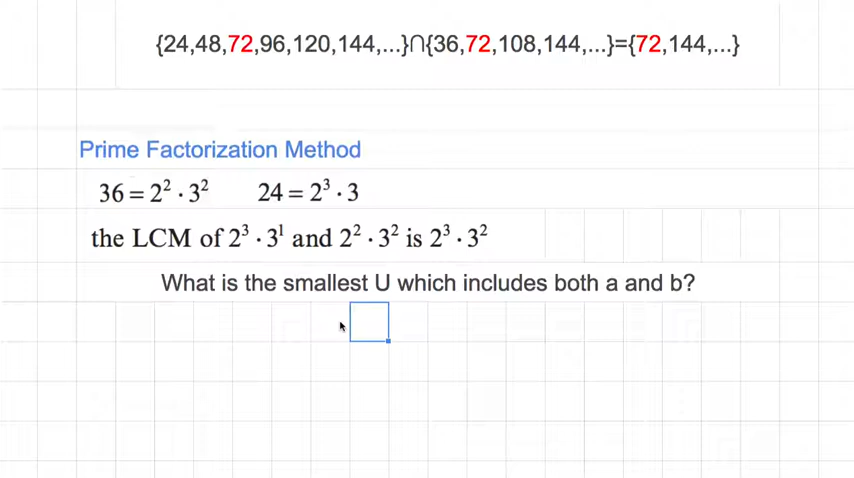 {24,48,72,96,120,144,...}∩{36,72,108,144,...}={72,144,...}
Prime Factorization Method
36 = 2² · 3² 24 = 2³ · 3
the LCM of 2³ · 3¹ and 2² · 3² is 2³ · 3²
What is the smallest U which includes both a and b?